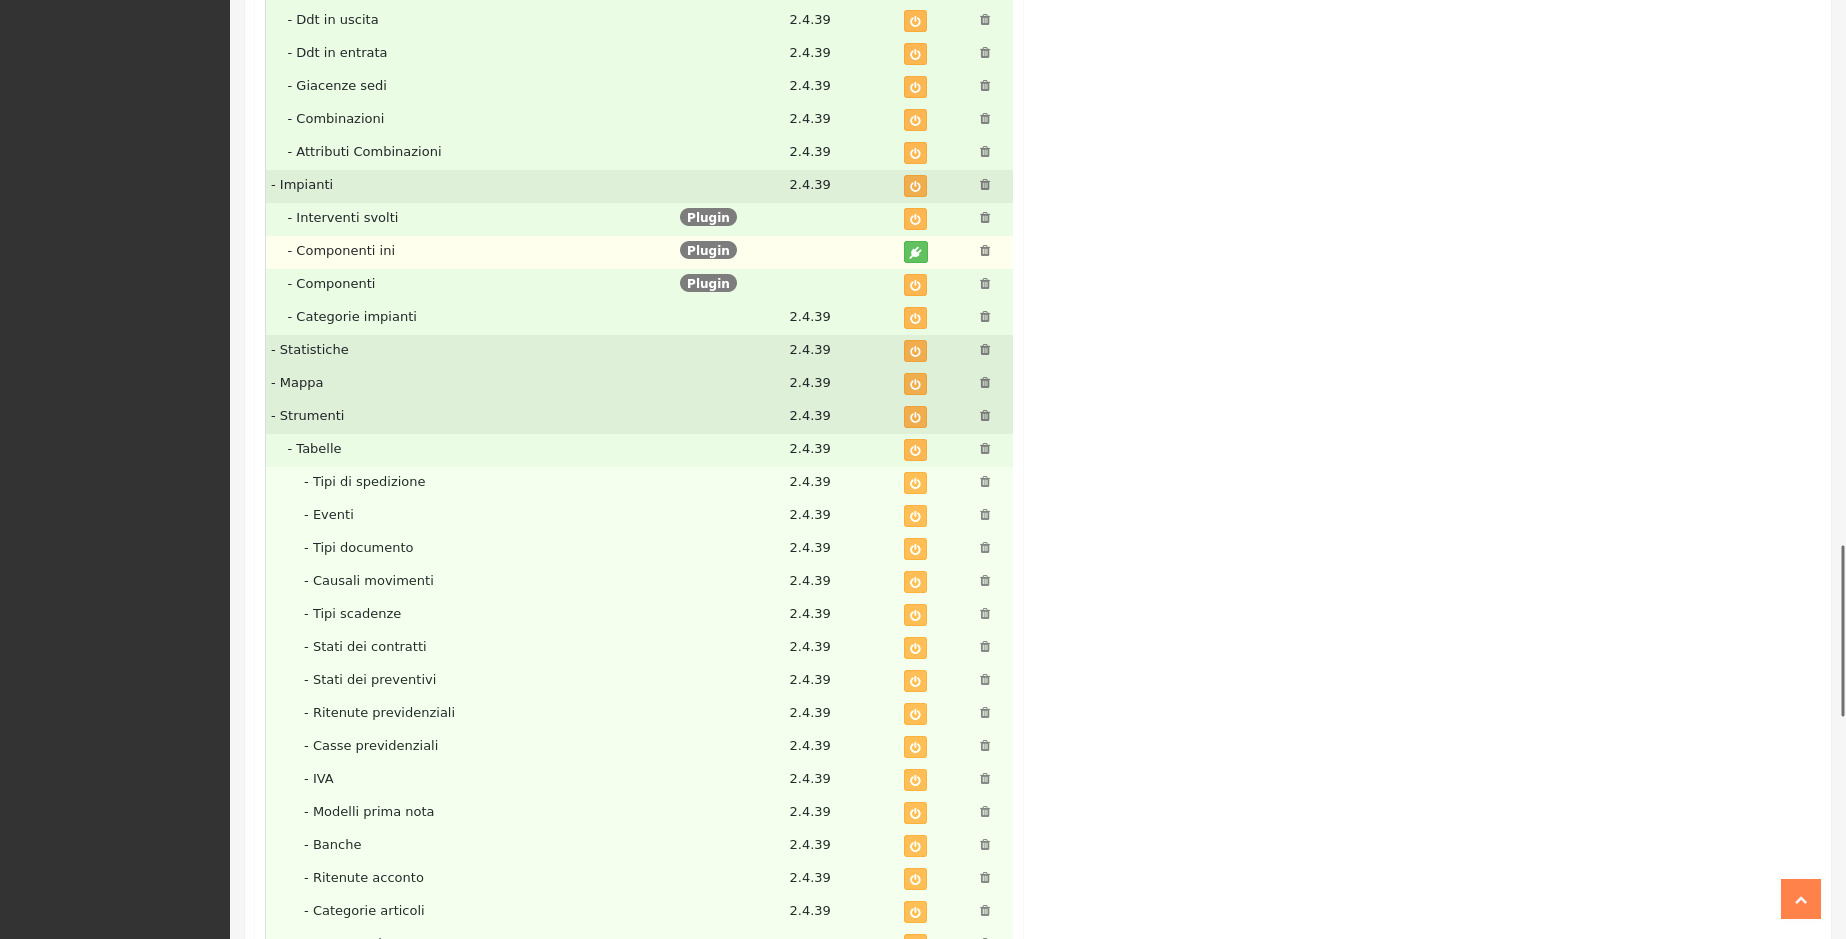 - Ddt in uscita 2.4.39
- Ddt in entrata 2.4.39
- Giacenze sedi 2.4.39
- Combinazioni 2.4.39
- Attributi Combinazioni 2.4.39
- Impianti 2.4.39
- Interventi svolti Plugin
- Componenti ini Plugin
- Componenti Plugin
- Categorie impianti 2.4.39
- Statistiche 2.4.39
- Mappa 2.4.39
- Strumenti 2.4.39
- Tabelle 2.4.39
- Tipi di spedizione 2.4.39
- Eventi 2.4.39
- Tipi documento 2.4.39
- Causali movimenti 2.4.39
- Tipi scadenze 2.4.39
- Stati dei contratti 2.4.39
- Stati dei preventivi 2.4.39
- Ritenute previdenziali 2.4.39
- Casse previdenziali 2.4.39
- IVA 2.4.39
- Modelli prima nota 2.4.39
- Banche 2.4.39
- Ritenute acconto 2.4.39
- Categorie articoli 2.4.39